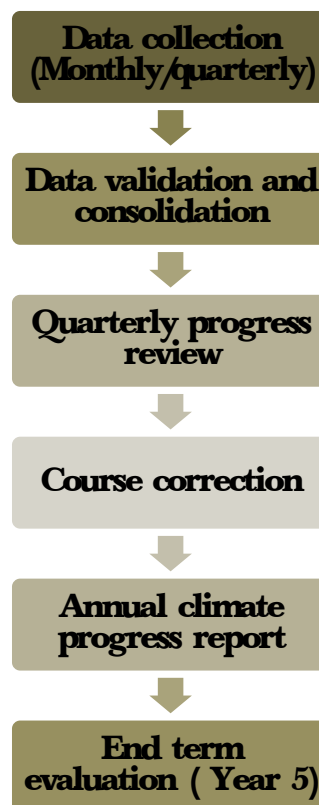 Data collection
(Monthly/quarterly)
Data validation and
consolidation
Quarterly progress
review
Course correction
Annual climate
progress report
End term
evaluation ( Year 5)